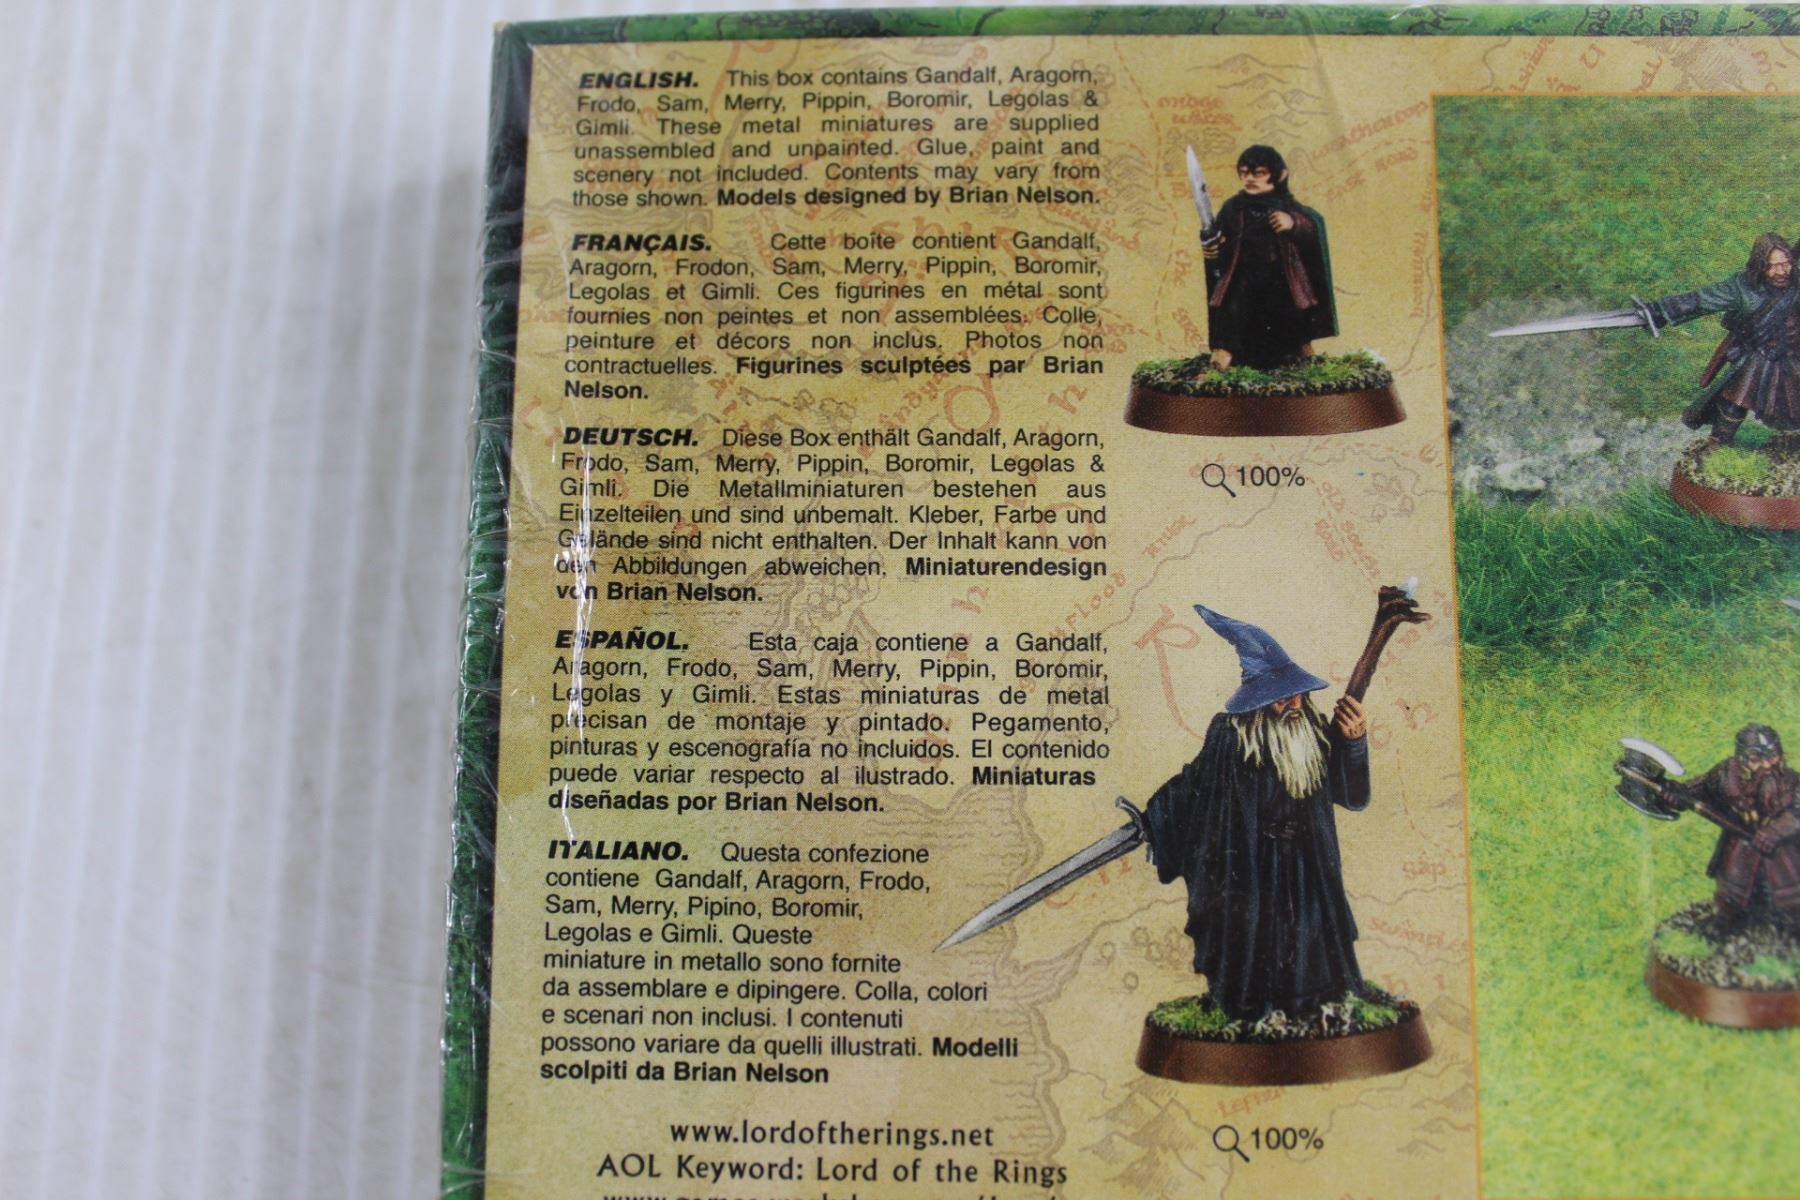 ENGLISH. This box contains Gandalf, Aragorn,
Frodo, Sam, Merry, Pippin, Boromir, Legolas &
Gimli. These metal miniatures are supplied
unassembled and unpainted. Glue, paint and
scenery not included. Contents may vary from
those shown. Models designed by Brian Nelson.
FRANÇAIS. Cette boîte contient Gandalf,
Aragorn, Frodon, Sam, Merry, Pippin, Boromir,
Legolas et Gimli. Ces figurines en métal sont
fournies non peintes et non assemblées. Colle,
peinture et décors non inclus. Photos non
contractuelles. Figurines sculptées par Brian
Nelson.
DEUTSCH. Diese Box enthält Gandalf, Aragorn,
Frodo, Sam, Merry, Pippin, Boromir, Legolas &
Gimli. Die Metallminiaturen bestehen aus
Einzelteilen und sind unbemalt. Kleber, Farbe und
Gelände sind nicht enthalten. Der Inhalt kann von
den Abbildungen abweichen. Miniaturendesign
von Brian Nelson.
ESPAÑOL. Esta caja contiene a Gandalf,
Aragorn, Frodo, Sam, Merry, Pippin, Boromir,
Legolas y Gimli. Estas miniaturas de metal
precisan de montaje y pintado. Pegamento,
pinturas y escenografía no incluidos. El contenido
puede variar respecto al ilustrado. Miniaturas
diseñadas por Brian Nelson.
ITALIANO. Questa confezione
contiene Gandalf, Aragorn, Frodo,
Sam, Merry, Pipino, Boromir,
Legolas e Gimli. Queste
miniature in metallo sono fornite
da assemblare e dipingere. Colla, colori
e scenari non inclusi. I contenuti
possono variare da quelli illustrati. Modelli
scolpiti da Brian Nelson
www.lordoftherings.net
AOL Keyword: Lord of the Rings
100%
100%